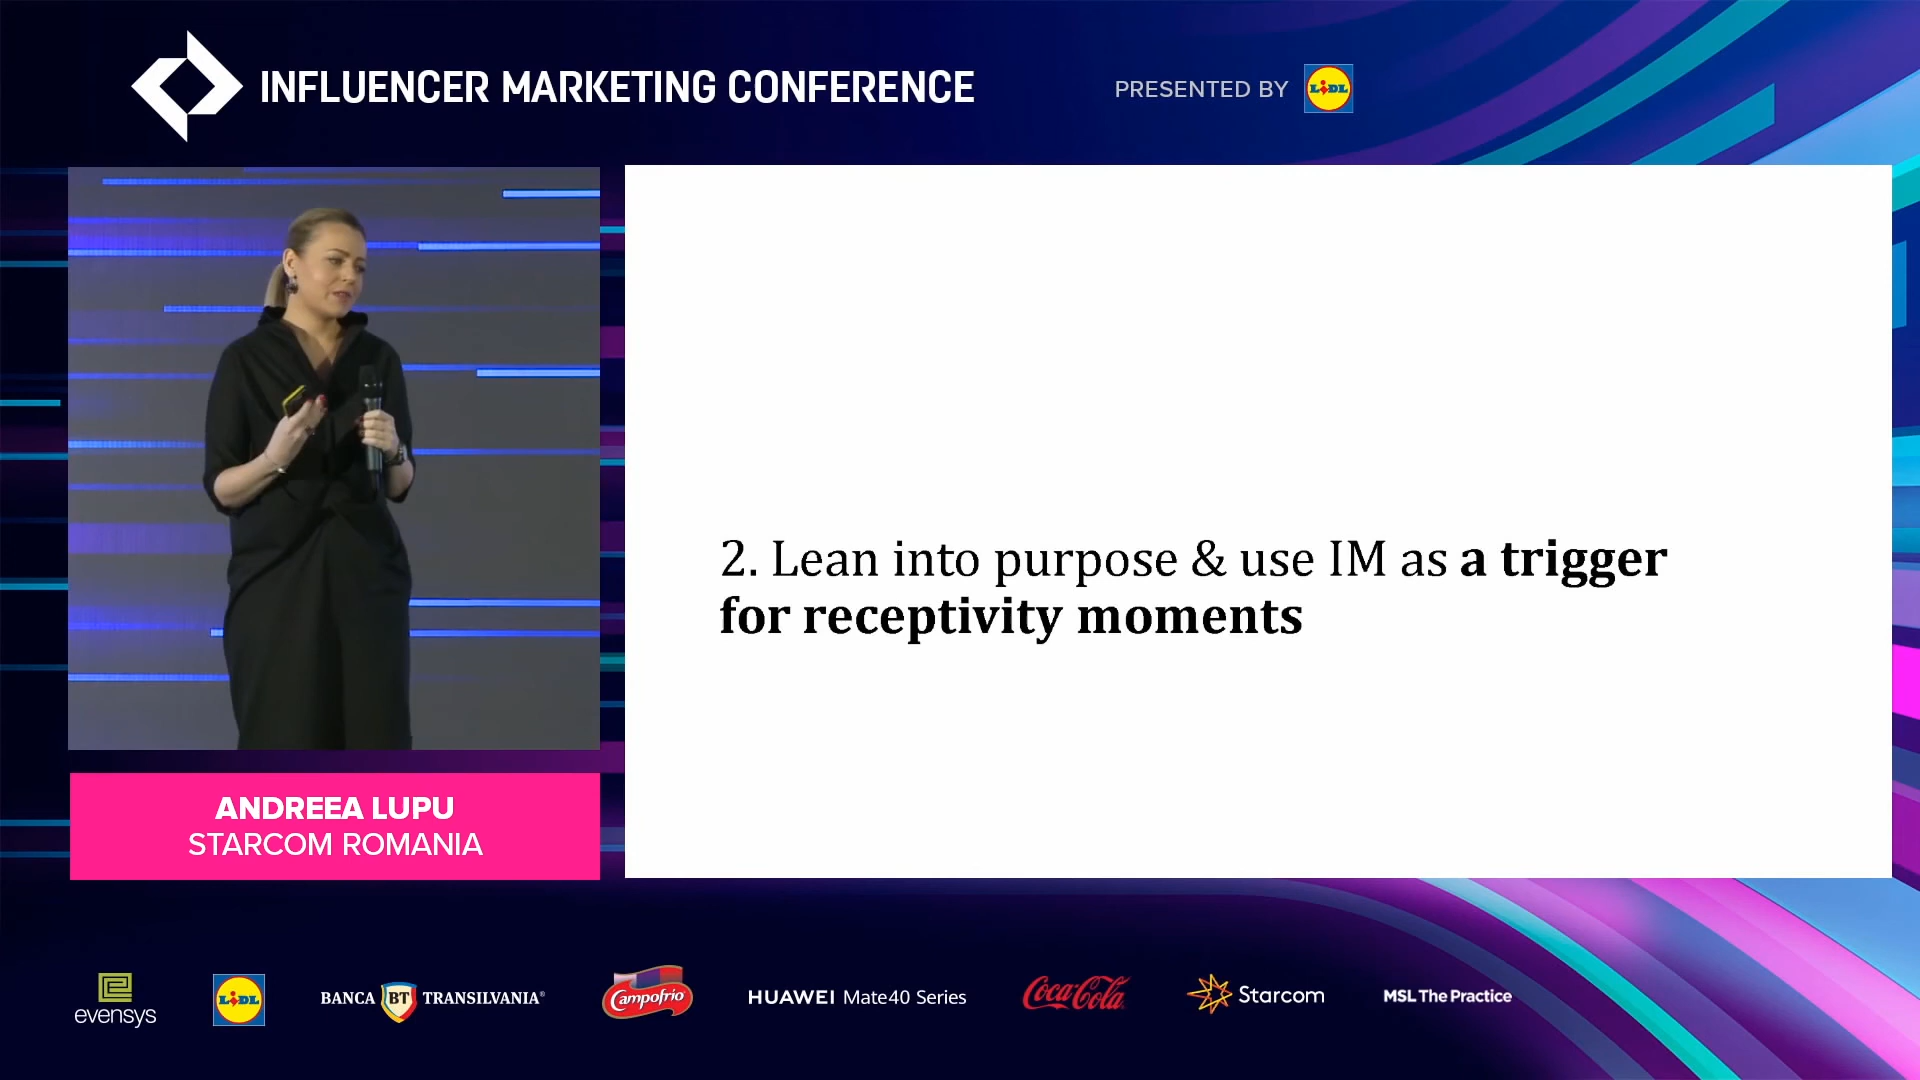 INFLUENCER MARKETING CONFERENCE
PRESENTED BY
LIDL
2. Lean into purpose & use IM as a trigger
for receptivity moments
ANDREEA LUPU
STARCOM ROMANIA
evensys
LIDL
BANCA BT TRANSILVANIA®
Campofrío
HUAWEI Mate40 Series
Coca-Cola
Starcom
MSL The Practice